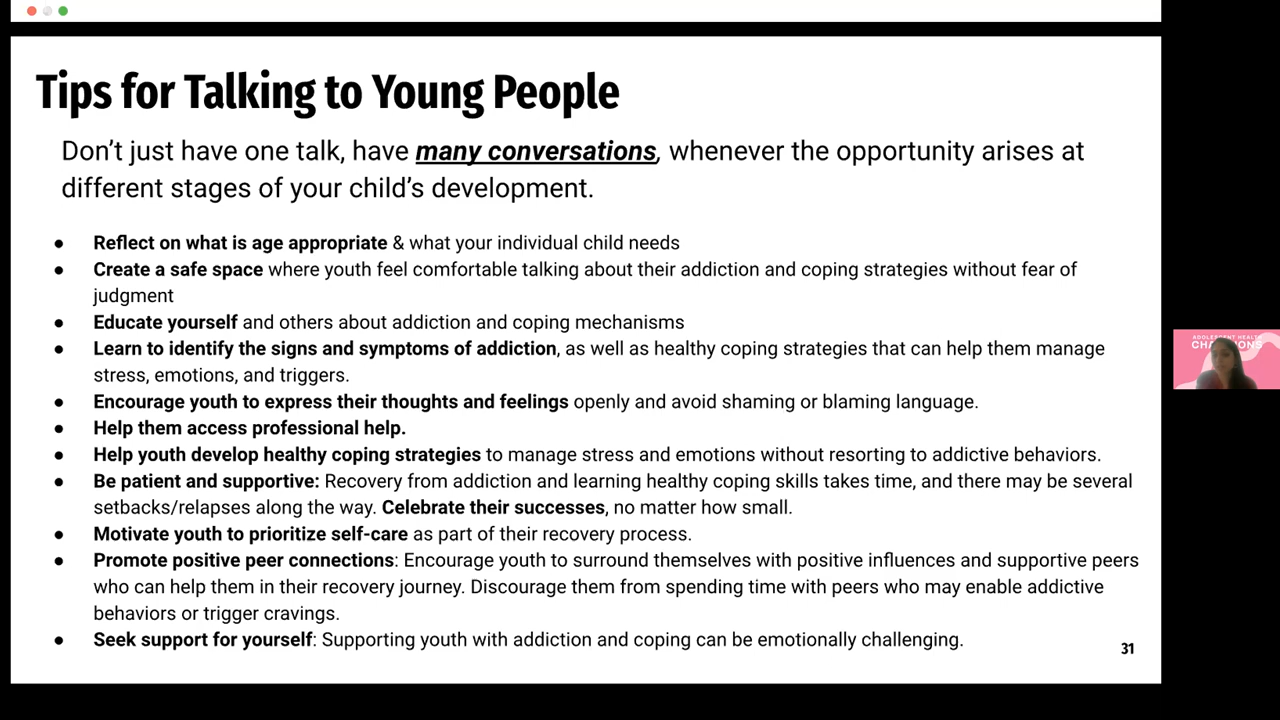 Tips for Talking to Young People
Don’t just have one talk, have many conversations, whenever the opportunity arises at
different stages of your child’s development.
● Reflect on what is age appropriate & what your individual child needs
● Create a safe space where youth feel comfortable talking about their addiction and coping strategies without fear of
judgment
● Educate yourself and others about addiction and coping mechanisms
● Learn to identify the signs and symptoms of addiction, as well as healthy coping strategies that can help them manage
stress, emotions, and triggers.
● Encourage youth to express their thoughts and feelings openly and avoid shaming or blaming language.
● Help them access professional help.
● Help youth develop healthy coping strategies to manage stress and emotions without resorting to addictive behaviors.
● Be patient and supportive: Recovery from addiction and learning healthy coping skills takes time, and there may be several
setbacks/relapses along the way. Celebrate their successes, no matter how small.
● Motivate youth to prioritize self-care as part of their recovery process.
● Promote positive peer connections: Encourage youth to surround themselves with positive influences and supportive peers
who can help them in their recovery journey. Discourage them from spending time with peers who may enable addictive
behaviors or trigger cravings.
● Seek support for yourself: Supporting youth with addiction and coping can be emotionally challenging.
31
HEALTH